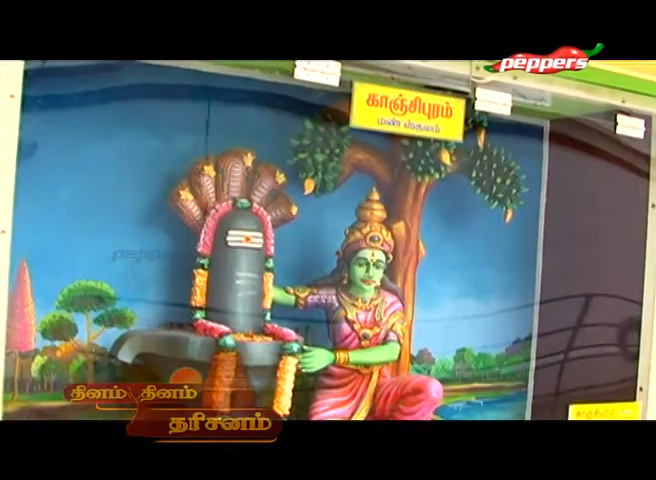 peppers
காஞ்சிபுரம்
மண் ஸ்தலம்
தினம் தினம்
தரிசனம்